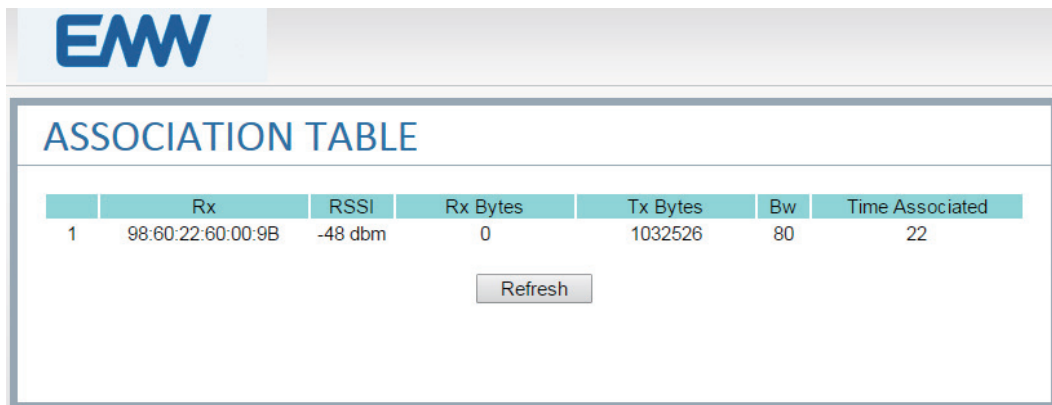 EMW
ASSOCIATION TABLE
Rx RSSI Rx Bytes Tx Bytes Bw Time Associated
1 98:60:22:60:00:9B -48 dbm 0 1032526 80 22
Refresh